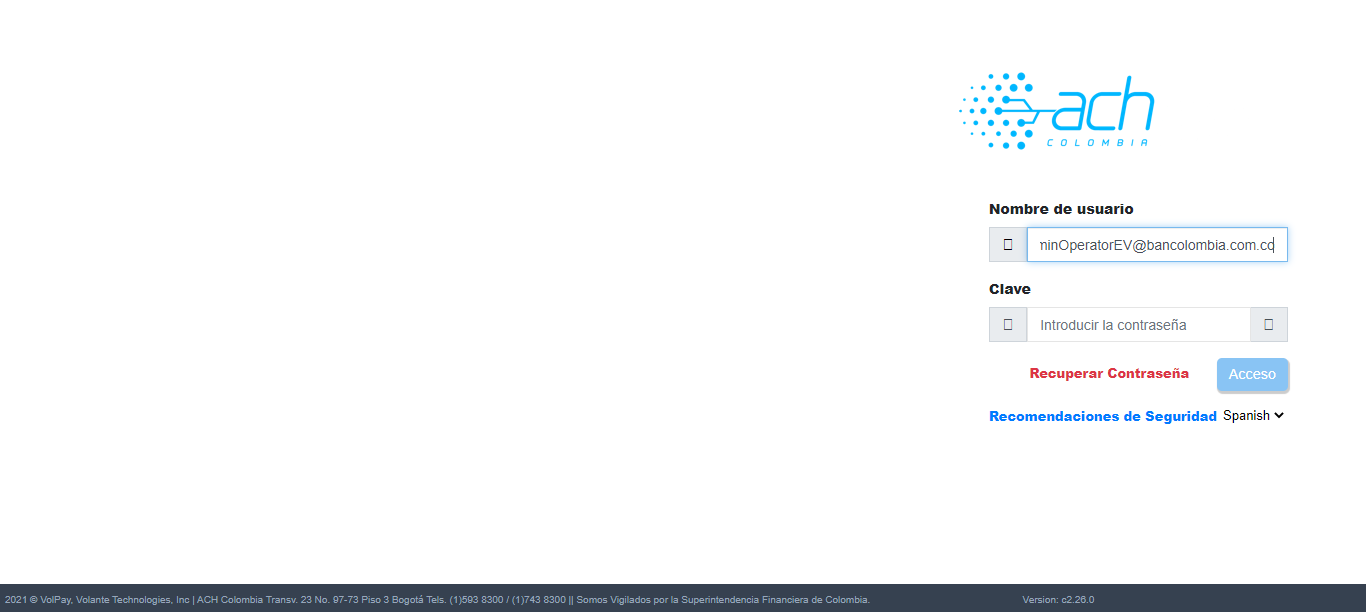 ach
COLOMBIA
Nombre de usuario
ninOperatorEV@bancolombia.com.co
Clave
Introducir la contraseña
Recuperar Contraseña Acceso
Recomendaciones de Seguridad Spanish
2021 © VolPay, Volante Technologies, Inc | ACH Colombia Transv. 23 No. 97-73 Piso 3 Bogotá Tels. (1)593 8300 / (1)743 8300 || Somos Vigilados por la Superintendencia Financiera de Colombia. Version: c2.26.0